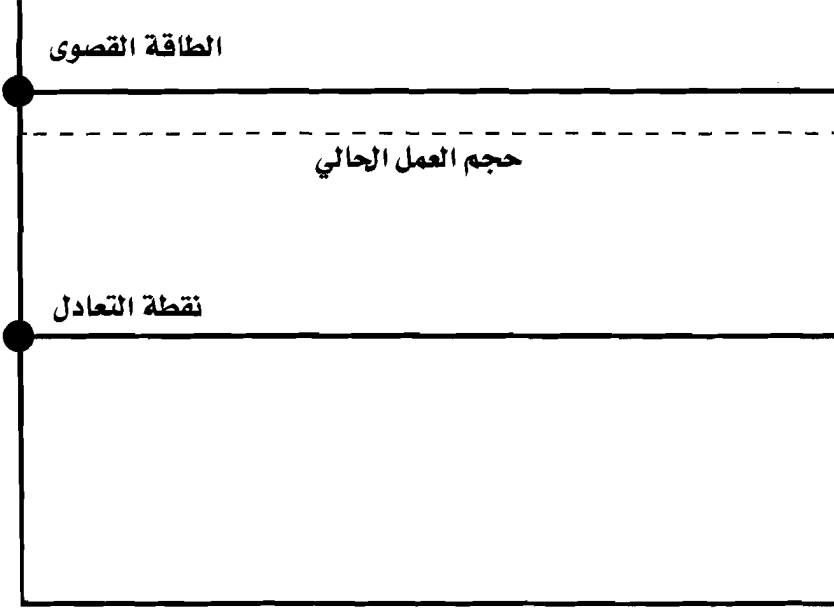 الطاقة القصوى
حجم العمل الحالي
نقطة التعادل